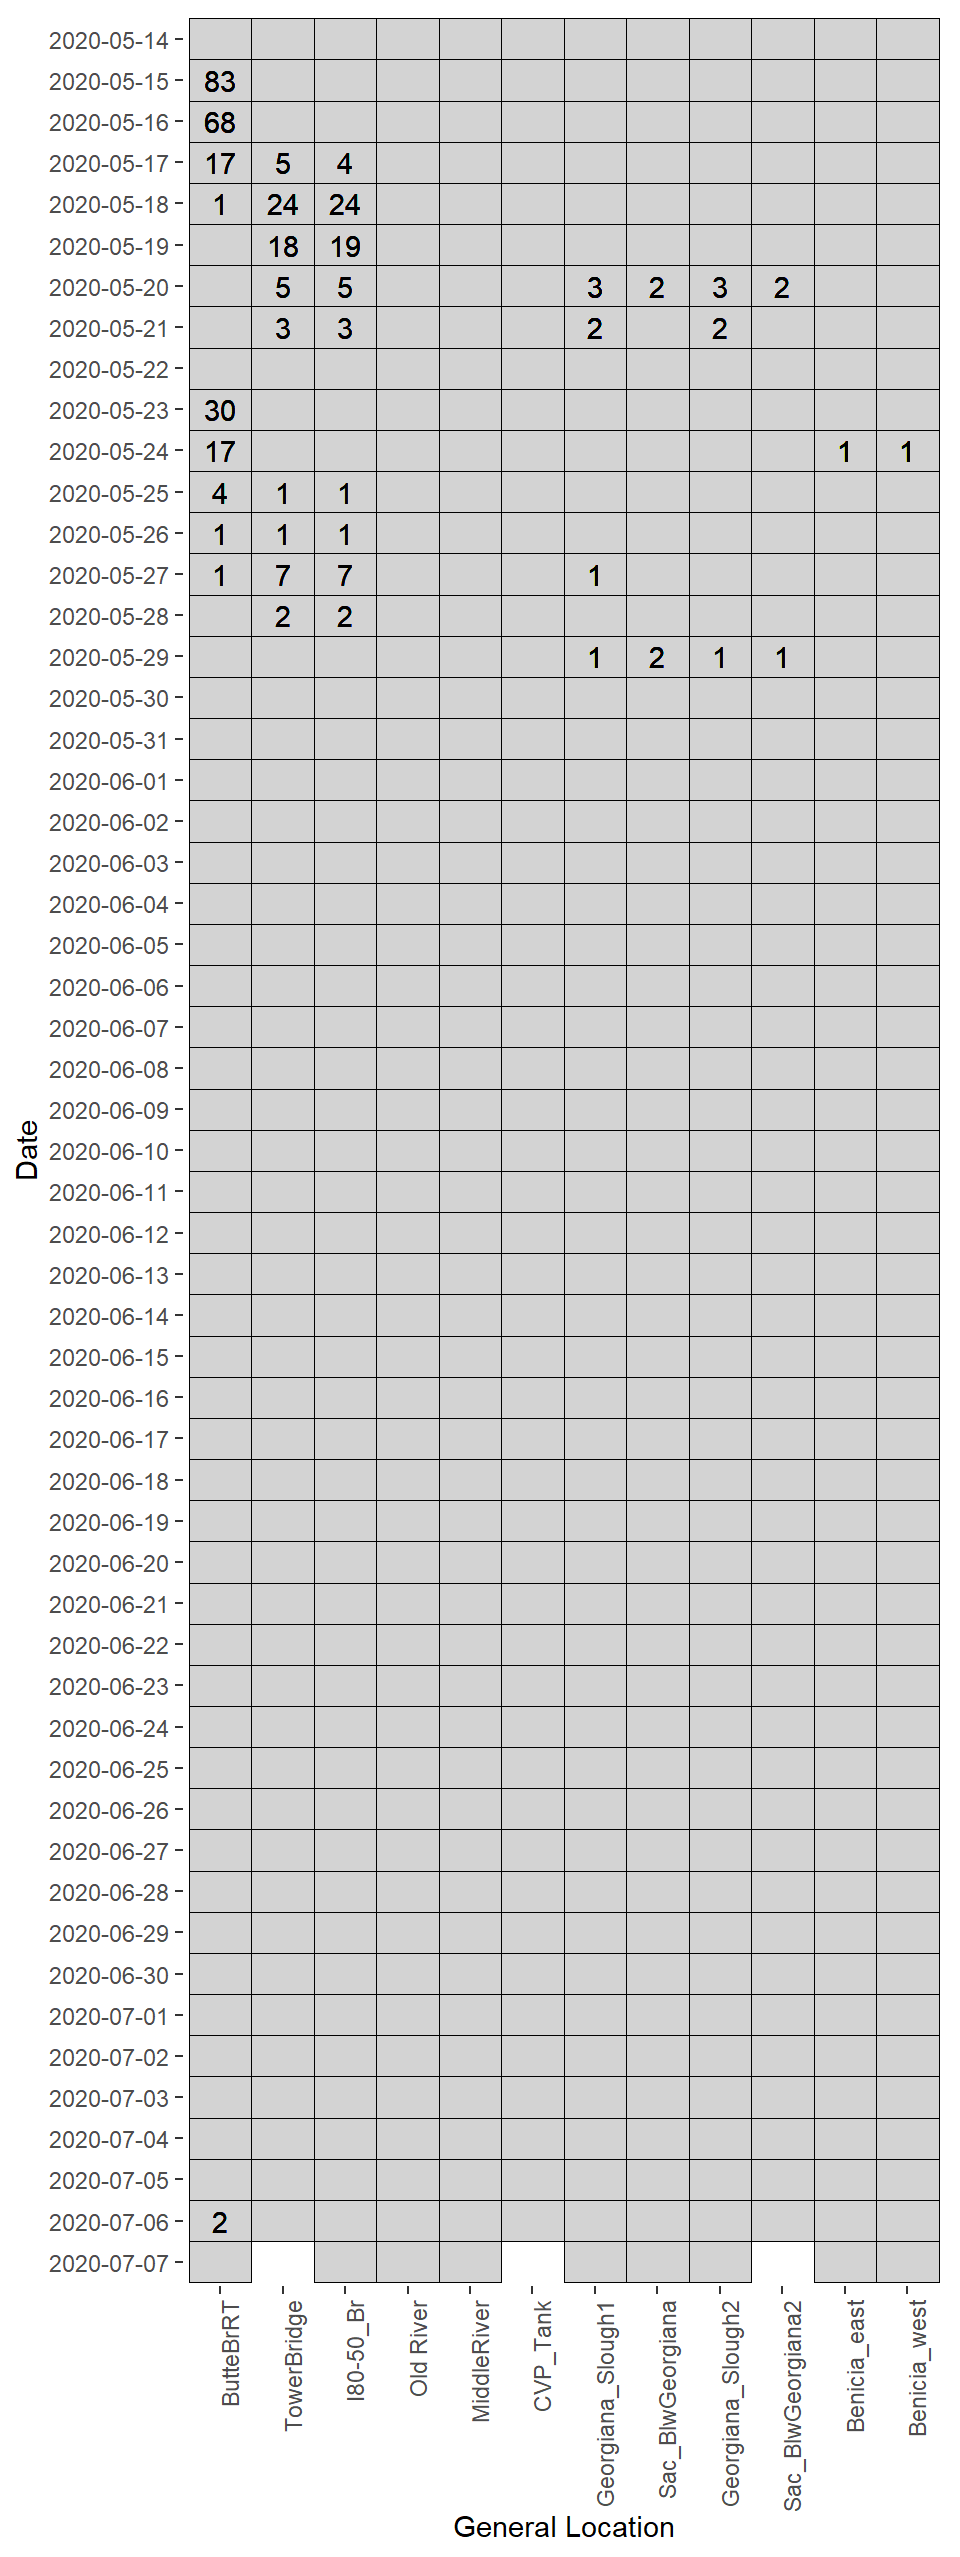 2020-05-14
2020-05-15 83
2020-05-16 68
2020-05-17 17 5 4
2020-05-18 1 24 24
2020-05-19 18 19
2020-05-20 5 5 3 2 3 2
2020-05-21 3 3 2 2
2020-05-22
2020-05-23 30
2020-05-24 17 1 1
2020-05-25 4 1 1
2020-05-26 1 1 1
2020-05-27 1 7 7 1
2020-05-28 2 2
2020-05-29 1 2 1 1
2020-05-30
2020-05-31
2020-06-01
2020-06-02
2020-06-03
2020-06-04
2020-06-05
2020-06-06
2020-06-07
2020-06-08
2020-06-09
2020-06-10
2020-06-11
2020-06-12
2020-06-13
2020-06-14
2020-06-15
2020-06-16
2020-06-17
2020-06-18
2020-06-19
2020-06-20
2020-06-21
2020-06-22
2020-06-23
2020-06-24
2020-06-25
2020-06-26
2020-06-27
2020-06-28
2020-06-29
2020-06-30
2020-07-01
2020-07-02
2020-07-03
2020-07-04
2020-07-05
2020-07-06 2
2020-07-07
Date
ButteBrRT
TowerBridge
I80-50_Br
Old River
MiddleRiver
CVP_Tank
Georgiana_Slough1
Sac_BlwGeorgiana
Georgiana_Slough2
Sac_BlwGeorgiana2
Benicia_east
Benicia_west
General Location